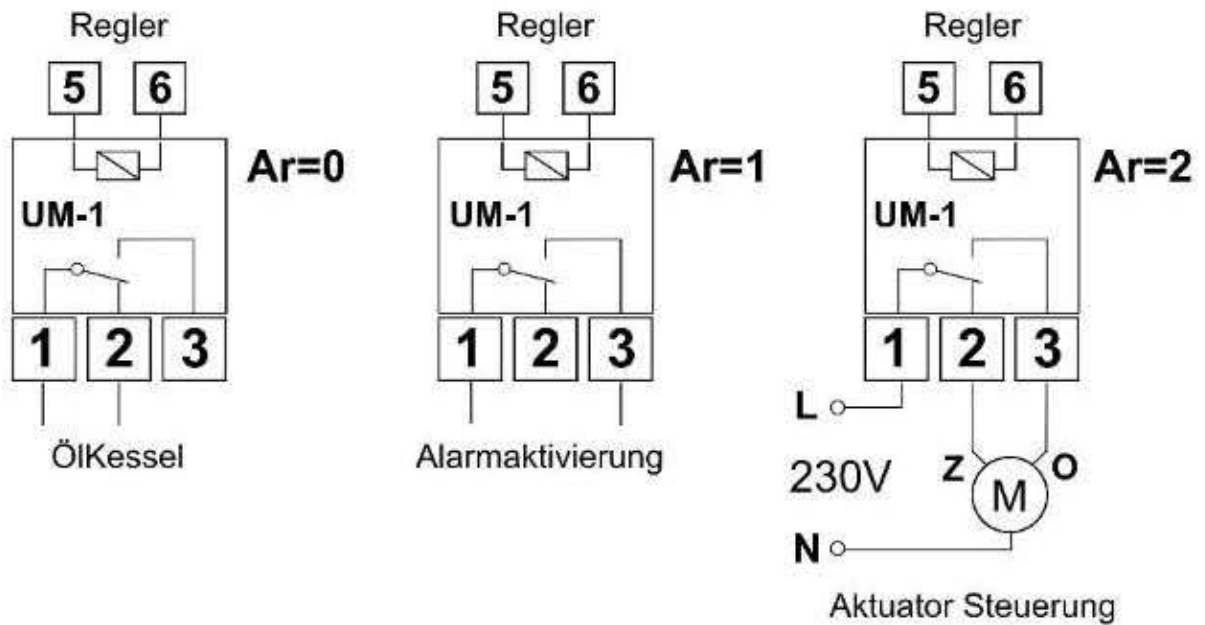 Regler
5 6
Ar=0
UM-1
1 2 3
ÖlKessel
Regler
5 6
Ar=1
UM-1
1 2 3
Alarmaktivierung
Regler
5 6
Ar=2
UM-1
1 2 3
L
230V
Z M O
N
Aktuator Steuerung